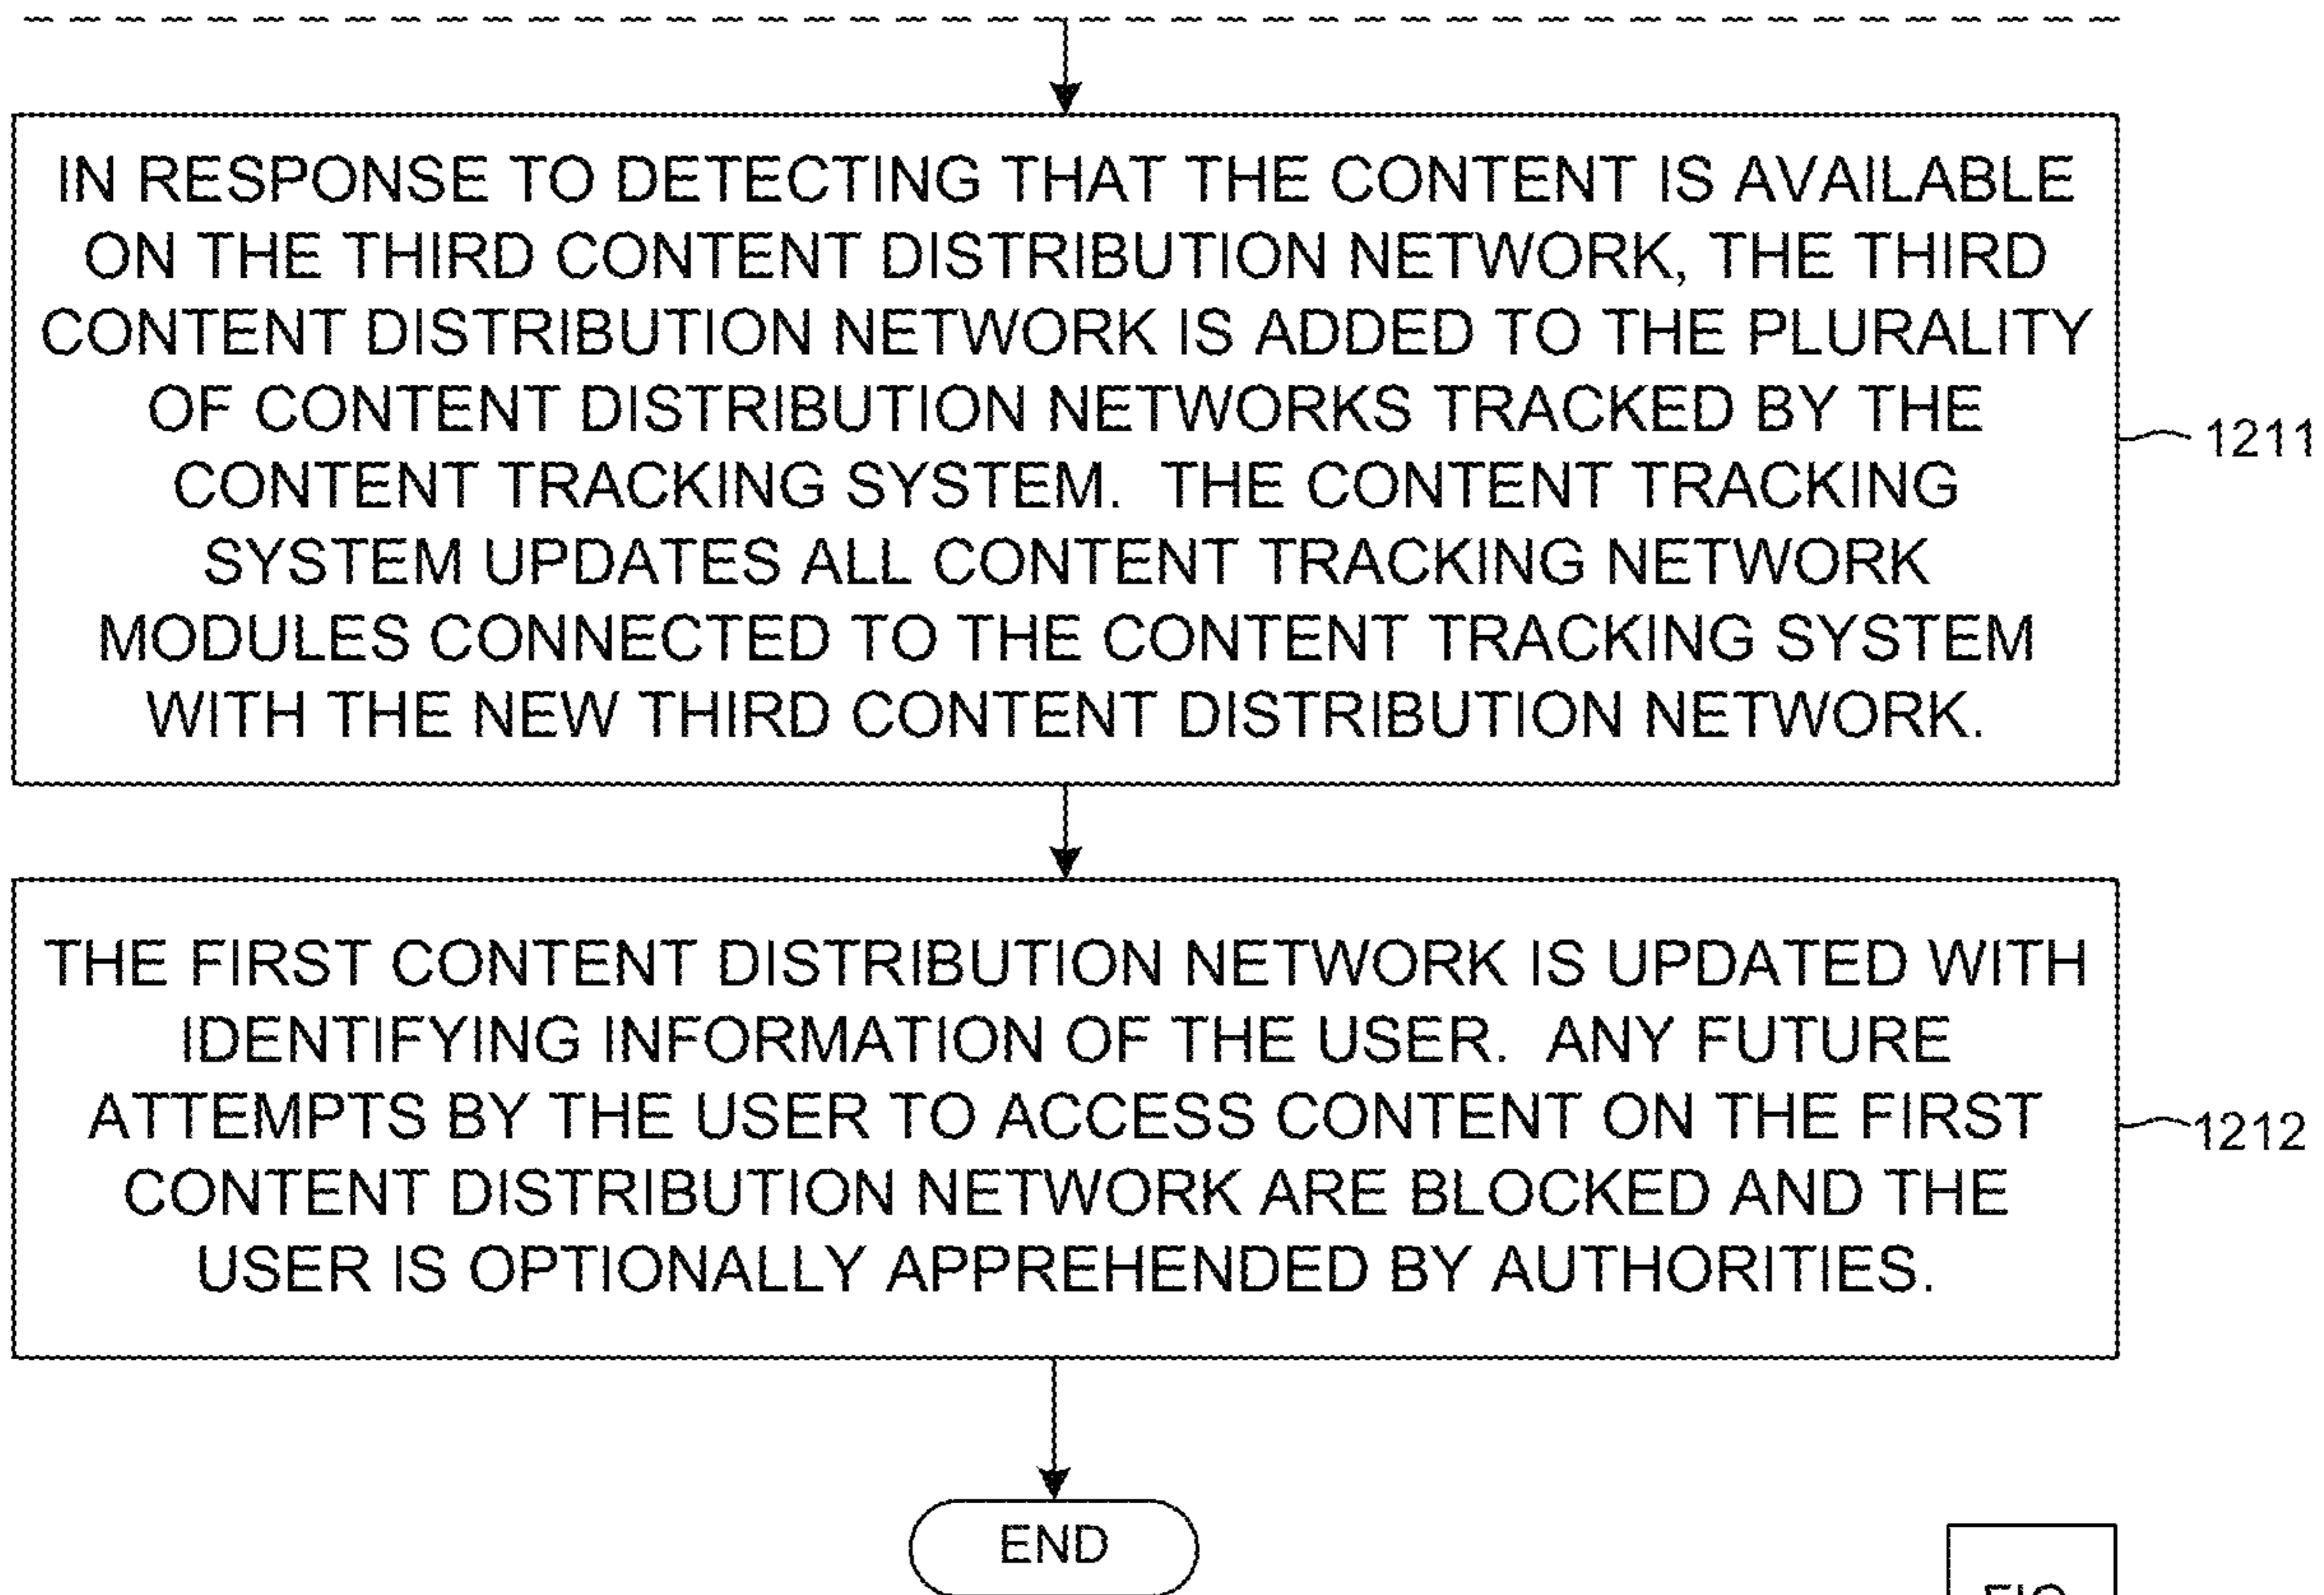 IN RESPONSE TO DETECTING THAT THE CONTENT IS AVAILABLE
ON THE THIRD CONTENT DISTRIBUTION NETWORK, THE THIRD
CONTENT DISTRIBUTION NETWORK IS ADDED TO THE PLURALITY
OF CONTENT DISTRIBUTION NETWORKS TRACKED BY THE
CONTENT TRACKING SYSTEM. THE CONTENT TRACKING
SYSTEM UPDATES ALL CONTENT TRACKING NETWORK
MODULES CONNECTED TO THE CONTENT TRACKING SYSTEM
WITH THE NEW THIRD CONTENT DISTRIBUTION NETWORK.
1211
THE FIRST CONTENT DISTRIBUTION NETWORK IS UPDATED WITH
IDENTIFYING INFORMATION OF THE USER. ANY FUTURE
ATTEMPTS BY THE USER TO ACCESS CONTENT ON THE FIRST
CONTENT DISTRIBUTION NETWORK ARE BLOCKED AND THE
USER IS OPTIONALLY APPREHENDED BY AUTHORITIES.
1212
END